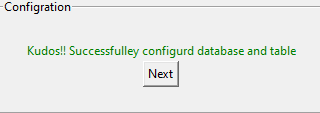 Configration
Kudos!! Successfulley configurd database and table
Next